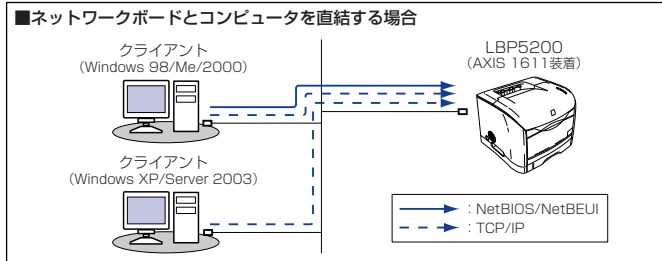 ■ネットワークボードとコンピュータを直結する場合
クライアント
(Windows 98/Me/2000)
LBP5200
(AXIS 1611装着)
クライアント
(Windows XP/Server 2003)
：NetBIOS/NetBEUI
：TCP/IP